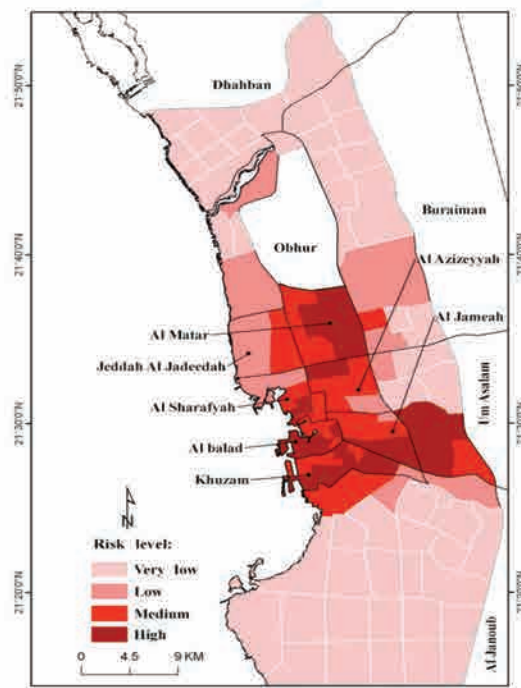 Dhahban
Buraiman
Obhur
Al Azizeyyah
Al Jameah
Al Matar
Jeddah Al Jadeedah
Al Sharafyah
Um Asalam
Al balad
Khuzam
Al Janoub
N
Risk level:
Very low
Low
Medium
High
0 4.5 9 KM
21°50'0"N
21°40'0"N
21°30'0"N
21°20'0"N